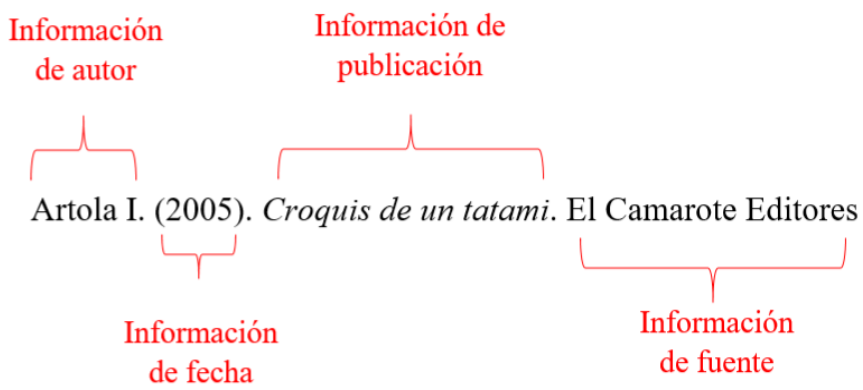 Información
de autor
Información de
publicación
Artola I. (2005). Croquis de un tatami. El Camarote Editores
Información
de fecha
Información
de fuente